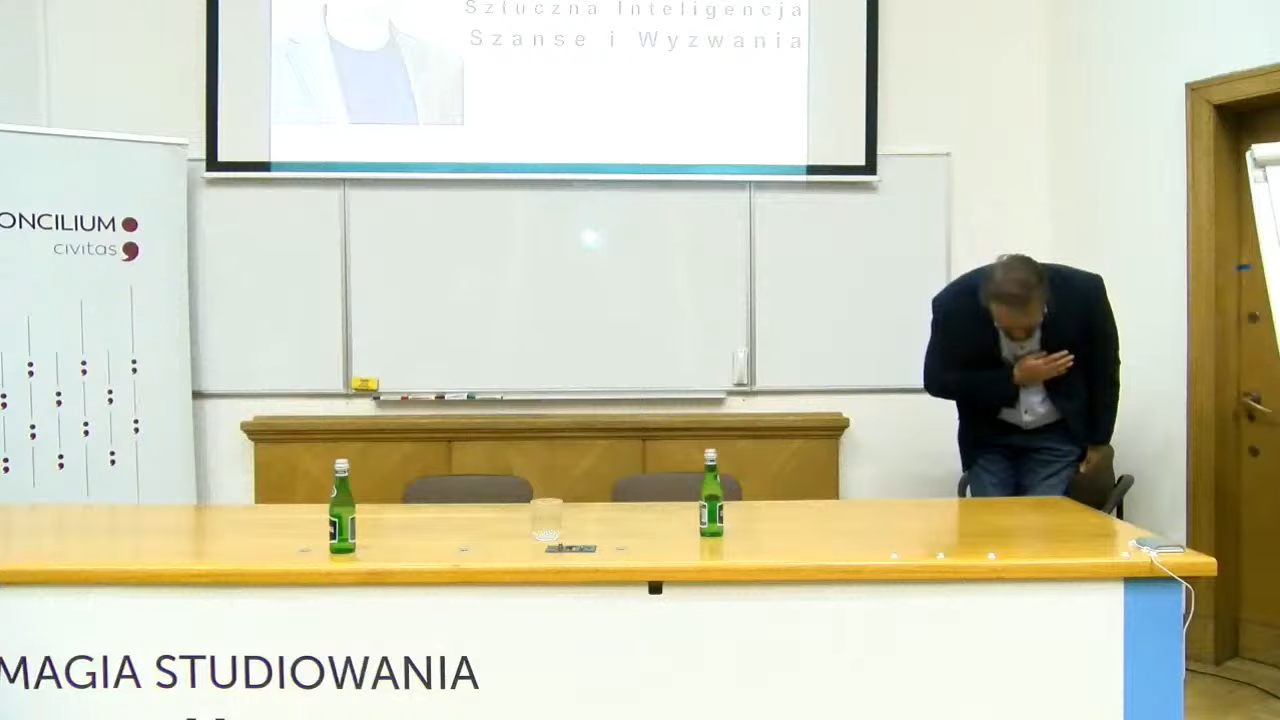 Sztuczna Inteligencja
Szanse i Wyzwania
ONCILIUM
civitas
MAGIA STUDIOWANIA